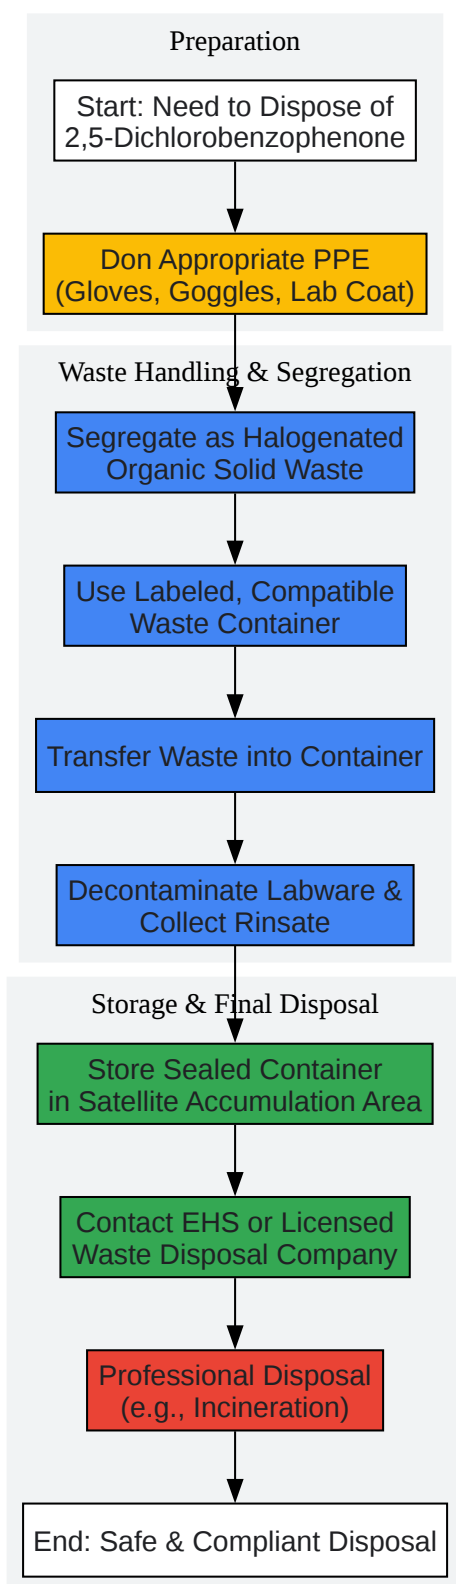 Preparation
Start: Need to Dispose of
2,5-Dichlorobenzophenone
Don Appropriate PPE
(Gloves, Goggles, Lab Coat)
Waste Handling & Segregation
Segregate as Halogenated
Organic Solid Waste
Use Labeled, Compatible
Waste Container
Transfer Waste into Container
Decontaminate Labware &
Collect Rinsate
Storage & Final Disposal
Store Sealed Container
in Satellite Accumulation Area
Contact EHS or Licensed
Waste Disposal Company
Professional Disposal
(e.g., Incineration)
End: Safe & Compliant Disposal